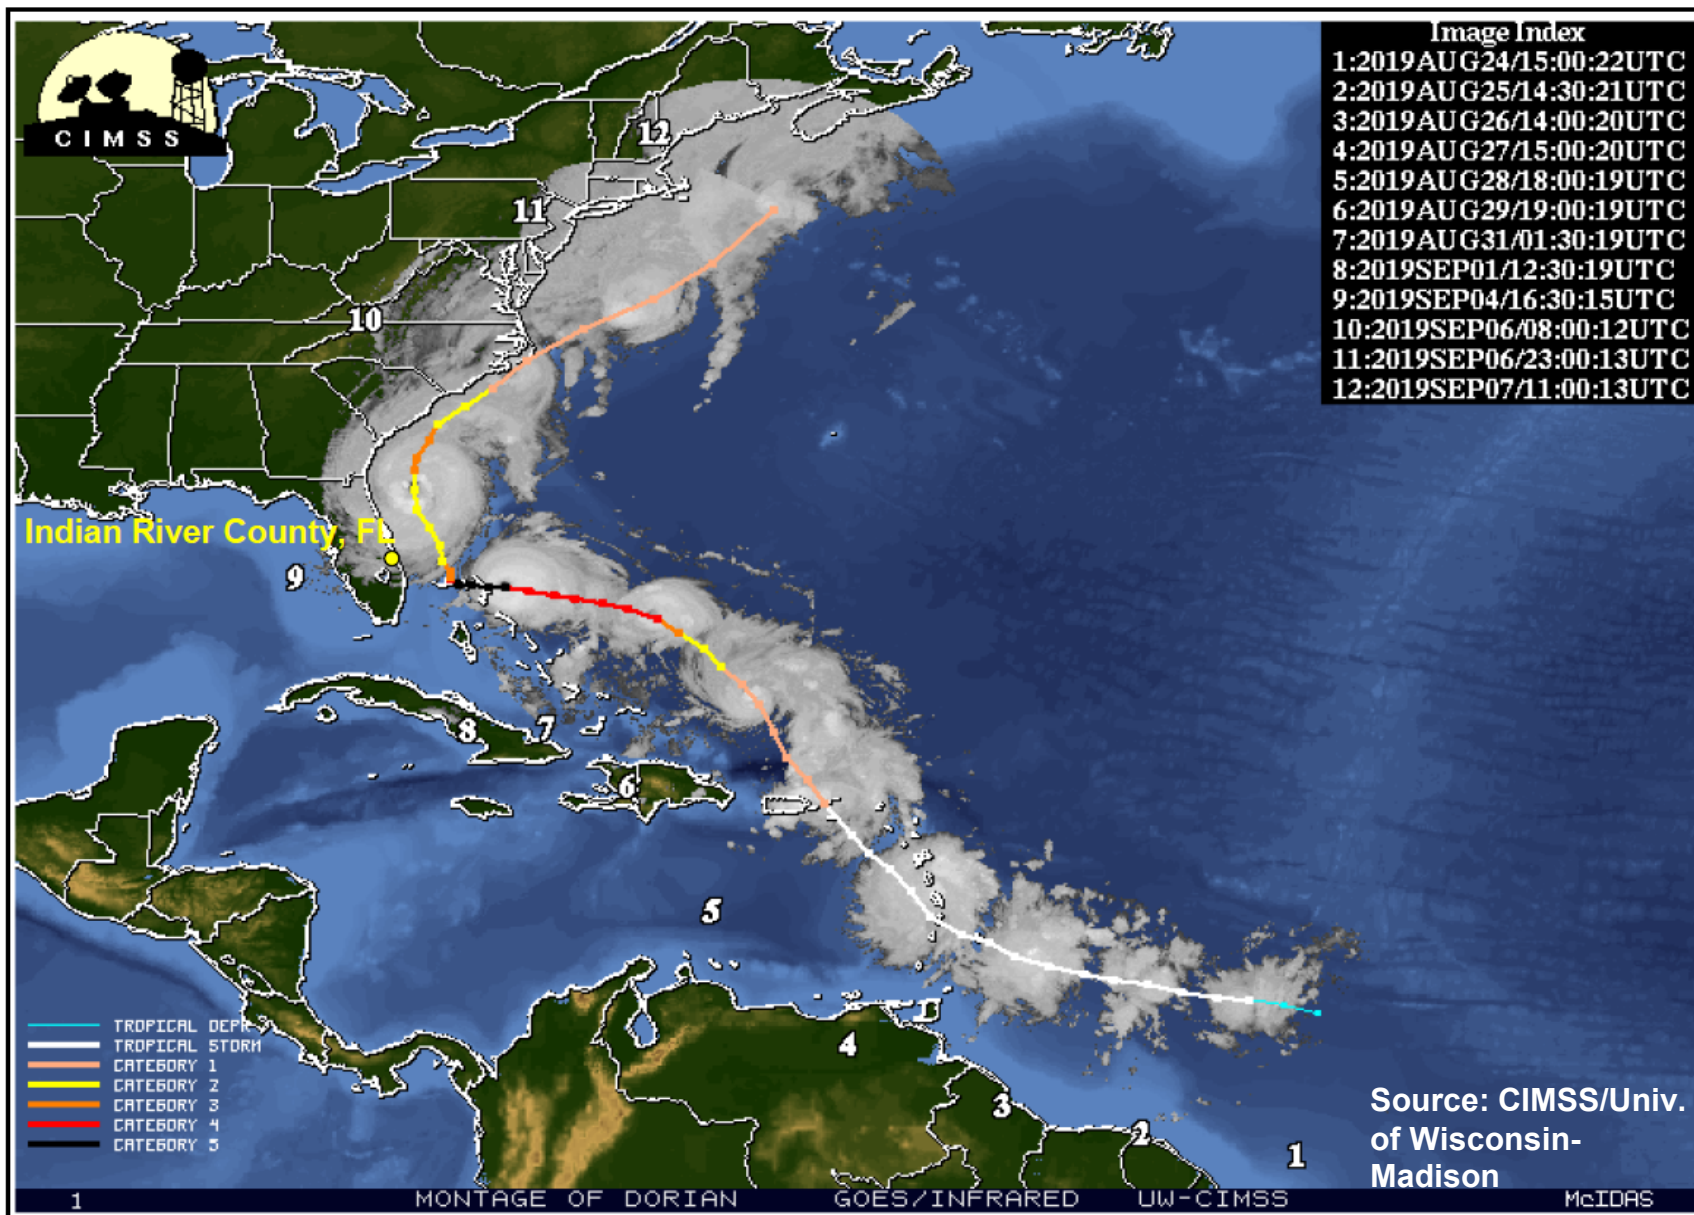 CIMSS
Image Index
1:2019AUG24/15:00:22UTC
2:2019AUG25/14:30:21UTC
3:2019AUG26/14:00:20UTC
4:2019AUG27/15:00:20UTC
5:2019AUG28/18:00:19UTC
6:2019AUG29/19:00:19UTC
7:2019AUG31/01:30:19UTC
8:2019SEP01/12:30:19UTC
9:2019SEP04/16:30:15UTC
10:2019SEP06/08:00:12UTC
11:2019SEP06/23:00:13UTC
12:2019SEP07/11:00:13UTC
12
11
10
Indian River County, FL
9
8
7
6
5
4
3
2
1
TROPICAL DEPR
TROPICAL STORM
CATEGORY 1
CATEGORY 2
CATEGORY 3
CATEGORY 4
CATEGORY 5
Source: CIMSS/Univ.
of Wisconsin-
Madison
1 MONTAGE OF DORIAN GOES/INFRARED UW-CIMSS McIDAS